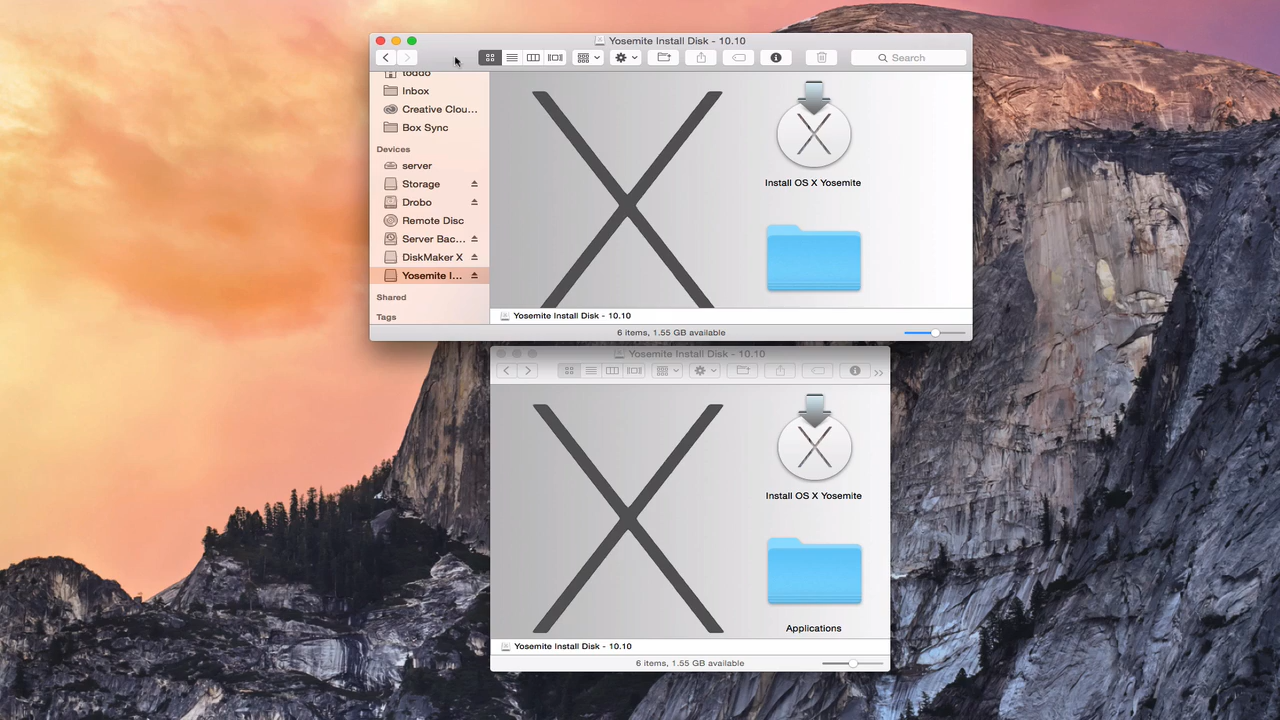 Yosemite Install Disk - 10.10
Search
toddo
Inbox
Creative Clou...
Box Sync
Devices
server
Storage
Drobo
Remote Disc
Server Bac...
DiskMaker X
Yosemite I...
Shared
Tags
Install OS X Yosemite
Yosemite Install Disk - 10.10
6 items, 1.55 GB available
Yosemite Install Disk - 10.10
Install OS X Yosemite
Applications
Yosemite Install Disk - 10.10
6 items, 1.55 GB available